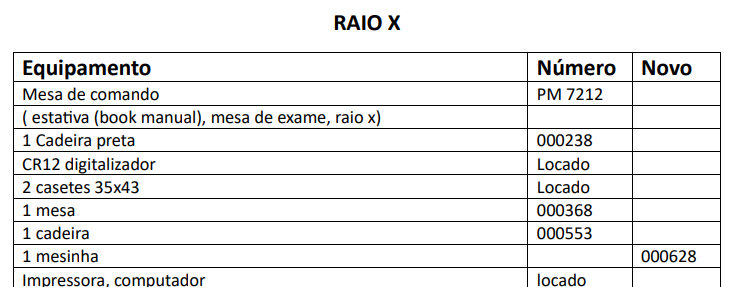 RAIO X
Equipamento Número Novo
Mesa de comando PM 7212
( estativa (book manual), mesa de exame, raio x)
1 Cadeira preta 000238
CR12 digitalizador Locado
2 casetes 35x43 Locado
1 mesa 000368
1 cadeira 000553
1 mesinha 000628
Impressora, computador locado